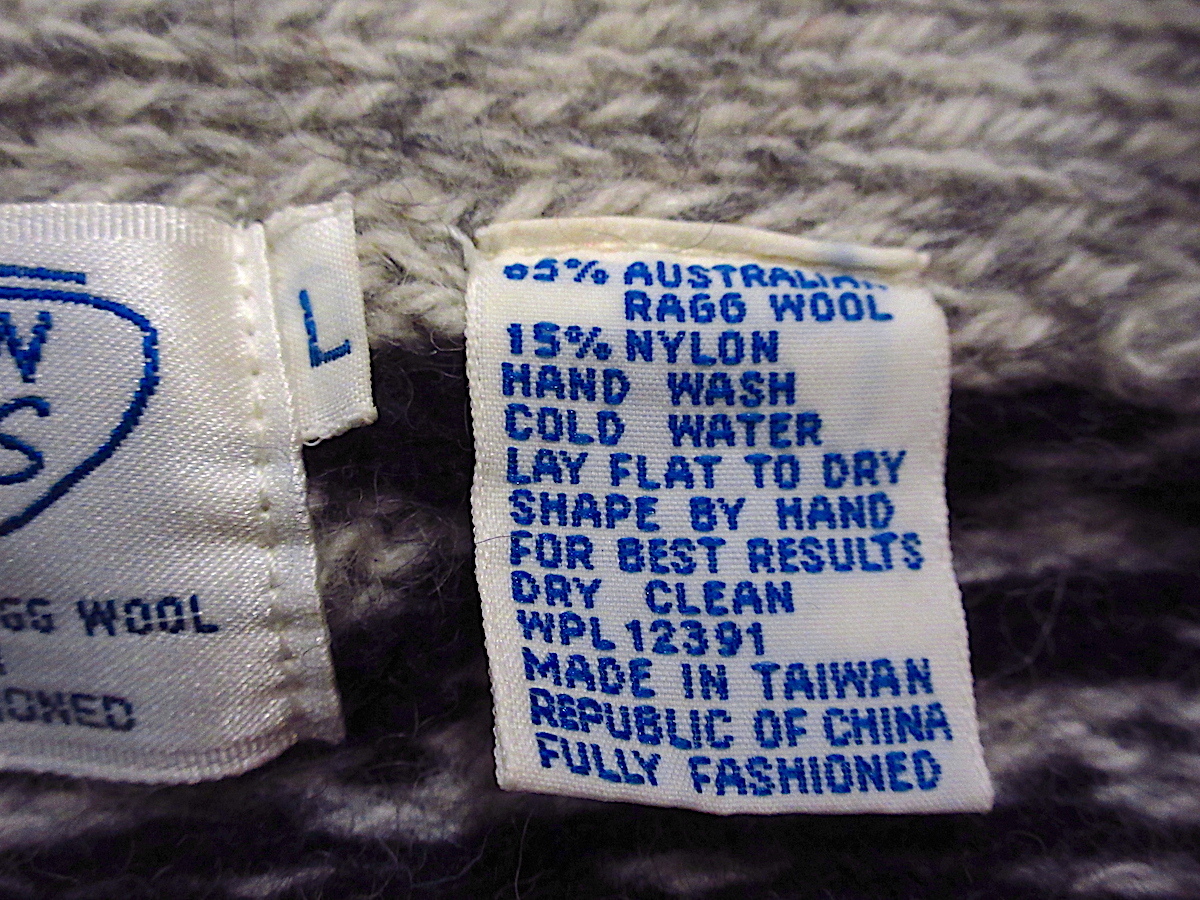 W
S
GG WOOL
IONED
L
85% AUSTRALIAN
RAGG WOOL
15% NYLON
HAND WASH
COLD WATER
LAY FLAT TO DRY
SHAPE BY HAND
FOR BEST RESULTS
DRY CLEAN
WPL12391
MADE IN TAIWAN
REPUBLIC OF CHINA
FULLY FASHIONED